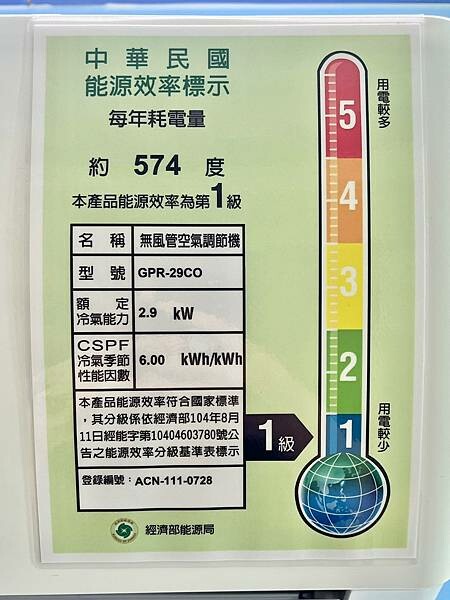 中華民國
能源效率標示
每年耗電量
約 574 度
本產品能源效率為第1級
名稱 無風管空氣調節機
型號 GPR-29CO
額定冷氣能力 2.9 kW
CSPF冷氣季節性能因數 6.00 kWh/kWh
本產品能源效率符合國家標準
，其分級係依經濟部104年8月
11日經能字第10404603780號公
告之能源效率分級基準表標示
登錄編號：ACN-111-0728
經濟部能源局
用電較多
5
4
3
2
1
用電較少
1級